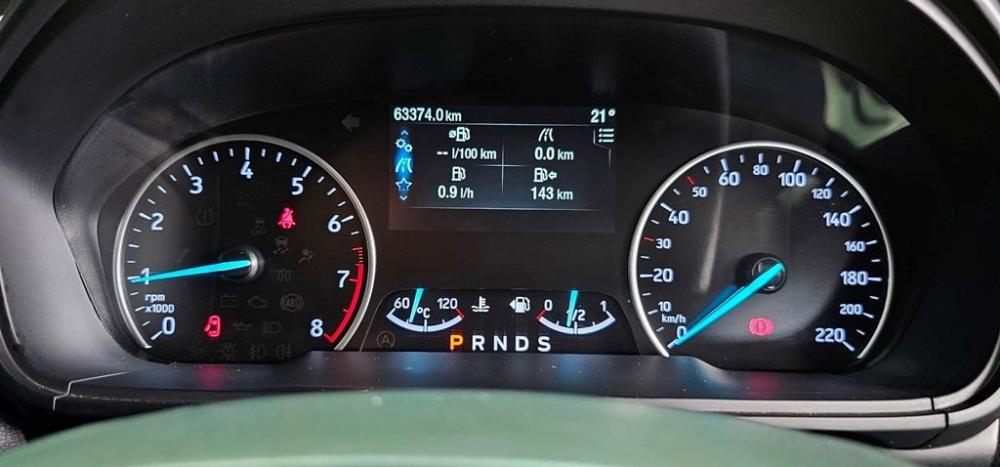 63374.0 km 21°
-- l/100 km 0.0 km
0.9 l/h 143 km
0 1 2 3 4 5 6 7 8
rpm
x1000
ABS
60 120
°C
0 1/2 1
A
P R N D S
0 10 20 30 40 50 60 80 100 120 140 160 180 200 220
km/h